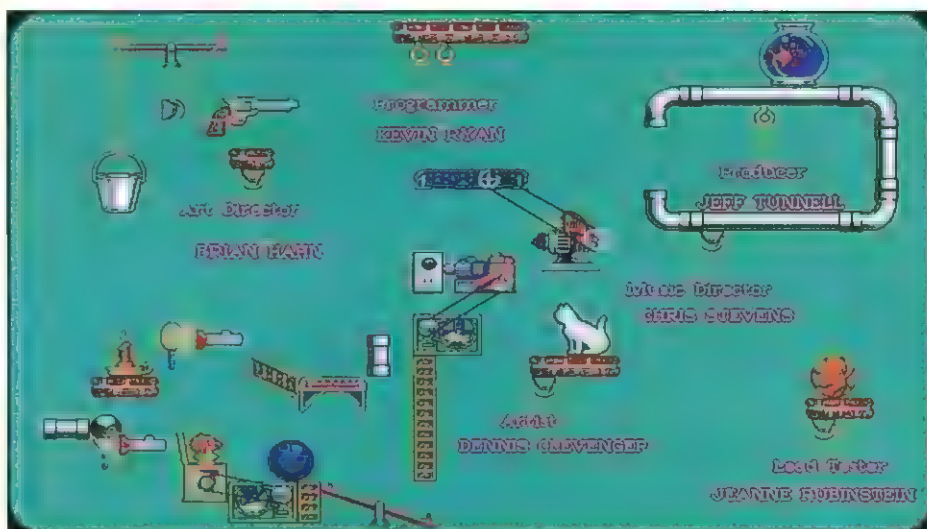 Programmer
KEVIN RYAN
Producer
JEFF TUNNELL
Art Director
BRIAN HAHN
Music Director
CHRIS STEVENS
Artist
DENNIS CLEVENGER
Lead Tester
JEANNE RUBINSTEIN